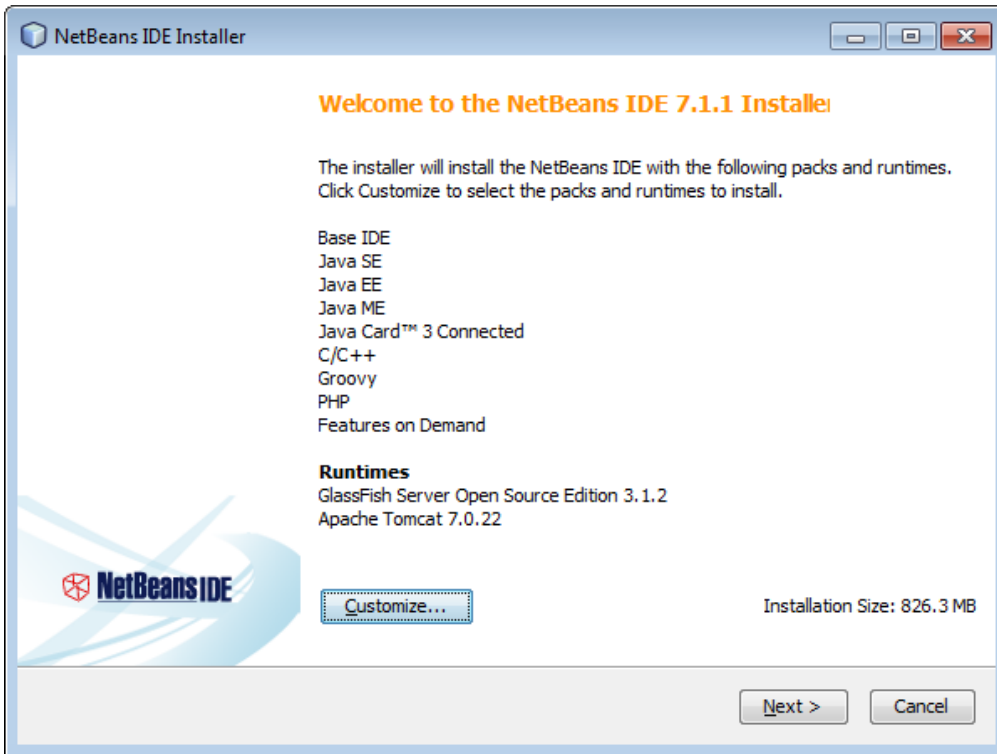 NetBeans IDE Installer
Welcome to the NetBeans IDE 7.1.1 Installer
The installer will install the NetBeans IDE with the following packs and runtimes.
Click Customize to select the packs and runtimes to install.
Base IDE
Java SE
Java EE
Java ME
Java Card™ 3 Connected
C/C++
Groovy
PHP
Features on Demand
Runtimes
GlassFish Server Open Source Edition 3.1.2
Apache Tomcat 7.0.22
NetBeans IDE
Customize...
Installation Size: 826.3 MB
Next >
Cancel